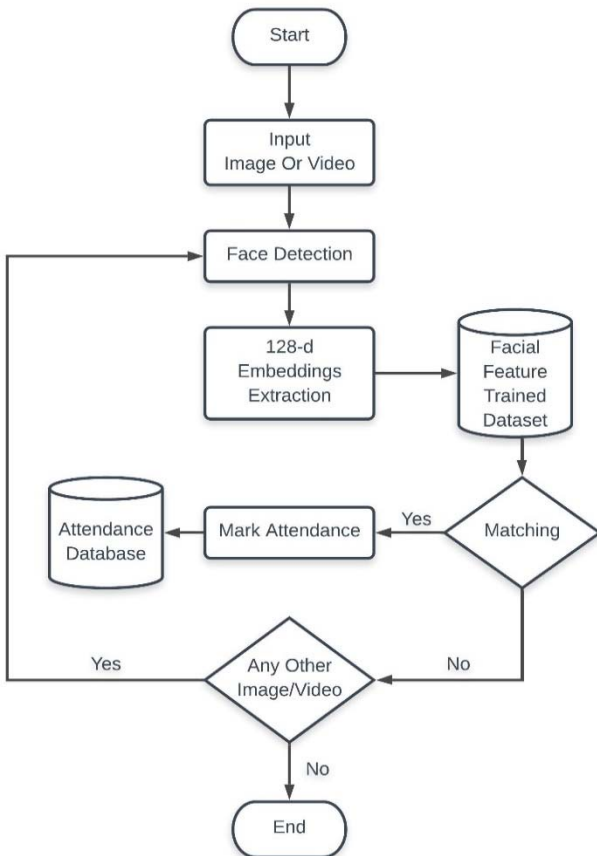 Start
Input
Image Or Video
Face Detection
128-d
Embeddings
Extraction
Facial
Feature
Trained
Dataset
Attendance
Database
Mark Attendance
Yes
Matching
Yes
Any Other
Image/Video
No
No
End